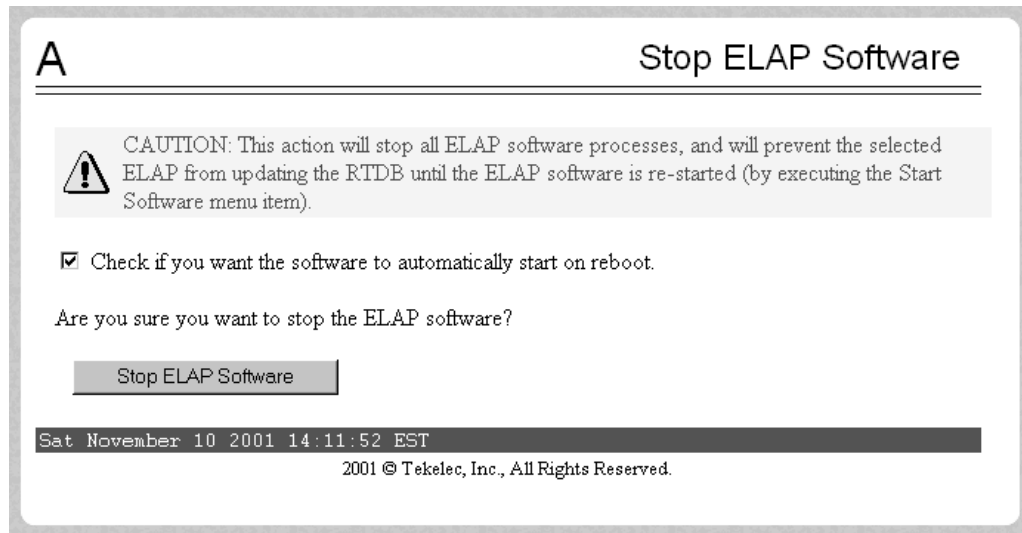 A
Stop ELAP Software
CAUTION: This action will stop all ELAP software processes, and will prevent the selected
ELAP from updating the RTDB until the ELAP software is re-started (by executing the Start
Software menu item).
Check if you want the software to automatically start on reboot.
Are you sure you want to stop the ELAP software?
Stop ELAP Software
Sat November 10 2001 14:11:52 EST
2001 © Tekelec, Inc., All Rights Reserved.